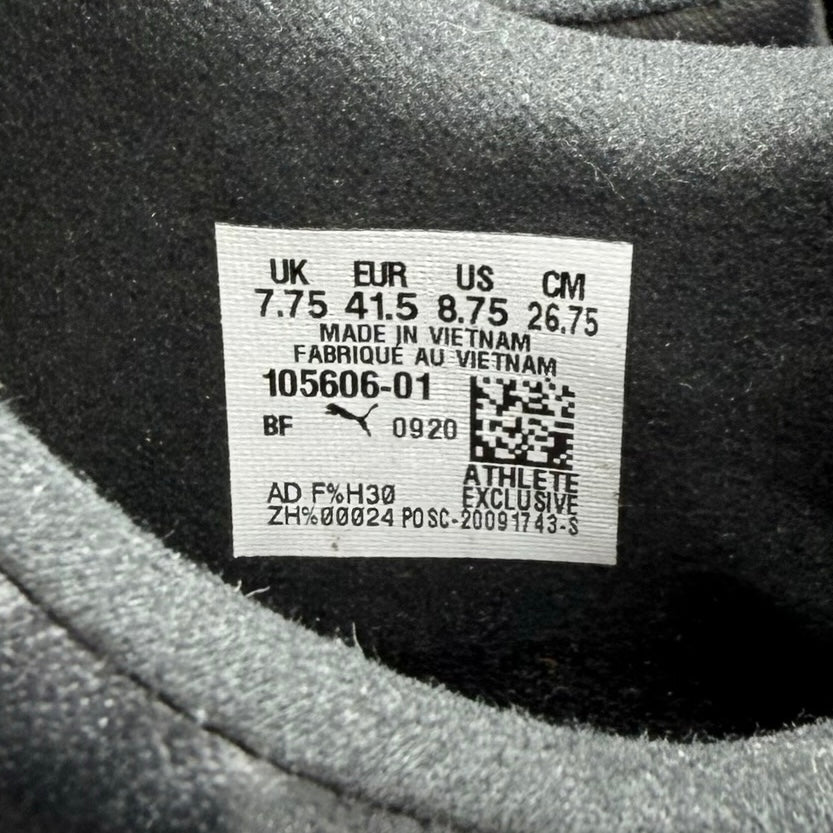 UK EUR US CM
7.75 41.5 8.75 26.75
MADE IN VIETNAM
FABRIQUÉ AU VIETNAM
105606-01
BF 0920
ATHLETE
EXCLUSIVE
AD F%H30
ZH%00024 POSC-20091743-S